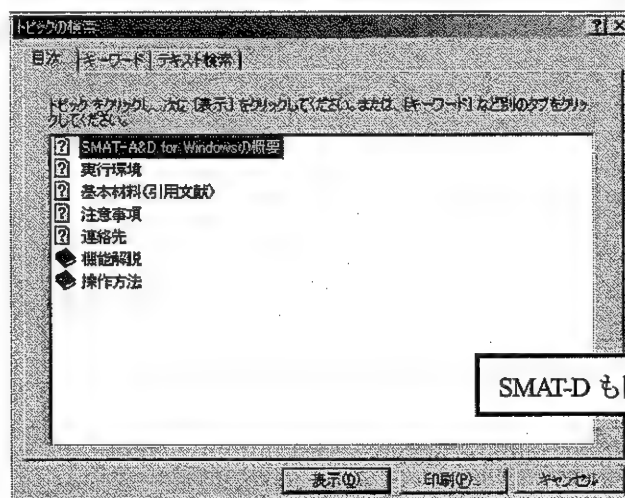 トピックの検索
? ×
目次 キーワード テキスト検索
トピックをクリックし、次に [表示] をクリックしてください。または、[キーワード] など別のタブをクリッ
クしてください。
SMAT-A&D for Windowsの概要
実行環境
基本材料(引用文献)
注意事項
連絡先
機能解説
操作方法
SMAT-D も
表示(D) 印刷(P)... キャンセル